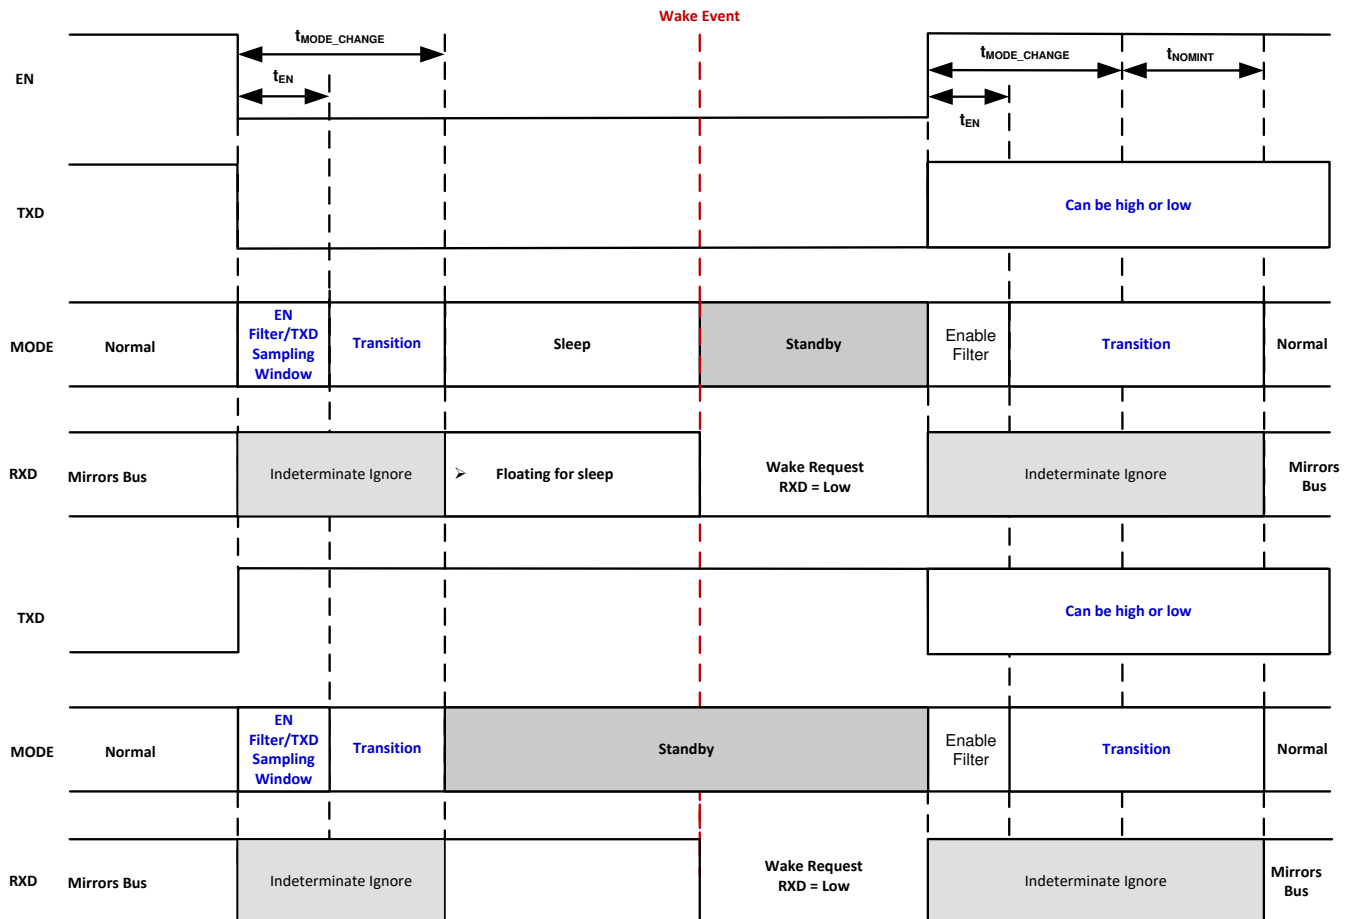 Wake Event
tMODE_CHANGE
tMODE_CHANGE
tNOMINT
EN
tEN
tEN
TXD
Can be high or low
MODE
Normal
EN
Filter/TXD
Sampling
Window
Transition
Sleep
Standby
Enable
Filter
Transition
Normal
RXD
Mirrors Bus
Indeterminate Ignore
➢ Floating for sleep
Wake Request
RXD = Low
Indeterminate Ignore
Mirrors
Bus
TXD
Can be high or low
MODE
Normal
EN
Filter/TXD
Sampling
Window
Transition
Standby
Enable
Filter
Transition
Normal
RXD
Mirrors Bus
Indeterminate Ignore
Wake Request
RXD = Low
Indeterminate Ignore
Mirrors
Bus